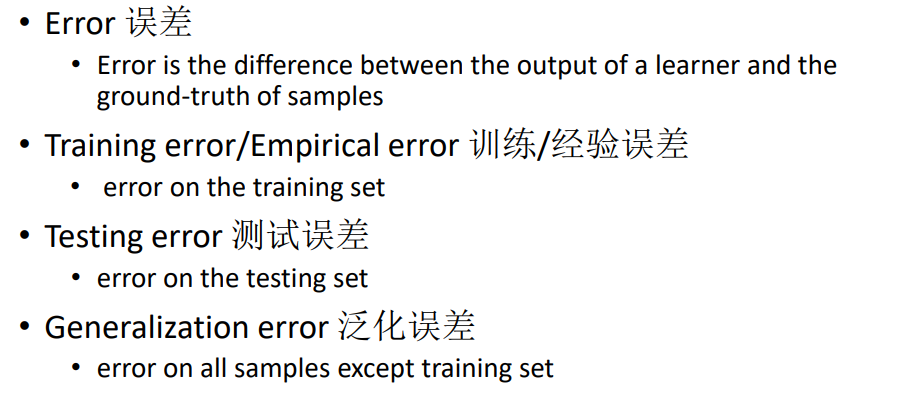 • Error 误差
• Error is the difference between the output of a learner and the
ground-truth of samples
• Training error/Empirical error 训练/经验误差
• error on the training set
• Testing error 测试误差
• error on the testing set
• Generalization error 泛化误差
• error on all samples except training set